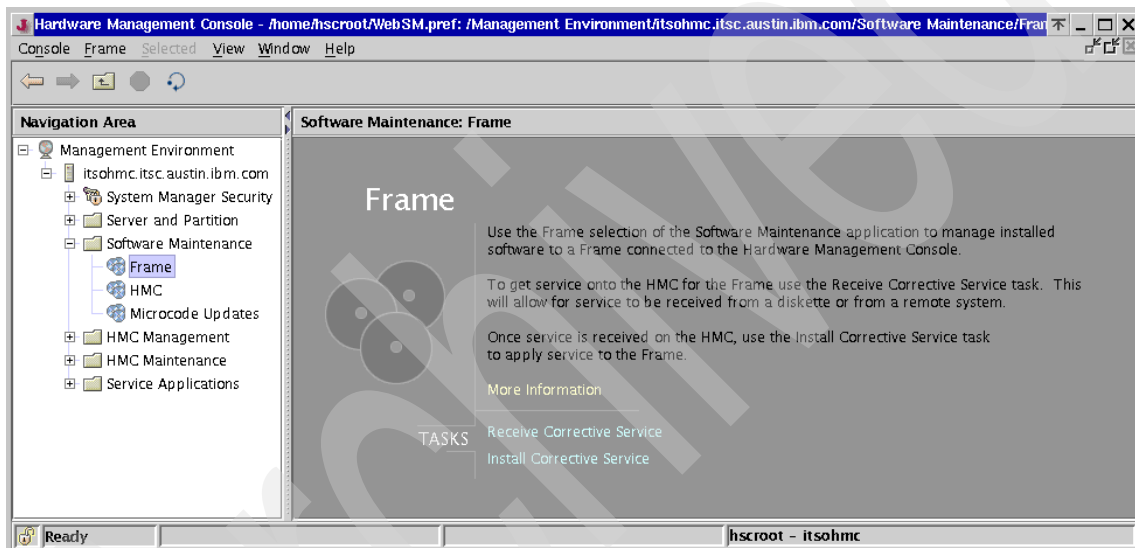 Hardware Management Console - /home/hscroot/WebSM.pref: /Management Environment/itsohmc.itsc.austin.ibm.com/Software Maintenance/Fran
Console Frame Selected View Window Help
Navigation Area
Software Maintenance: Frame
Management Environment
itsohmc.itsc.austin.ibm.com
System Manager Security
Server and Partition
Software Maintenance
Frame
HMC
Microcode Updates
HMC Management
HMC Maintenance
Service Applications
Frame
Use the Frame selection of the Software Maintenance application to manage installed
software to a Frame connected to the Hardware Management Console.
To get service onto the HMC for the Frame use the Receive Corrective Service task. This
will allow for service to be received from a diskette or from a remote system.
Once service is received on the HMC, use the Install Corrective Service task
to apply service to the Frame.
More Information
TASKS
Receive Corrective Service
Install Corrective Service
Ready
hscroot - itsohmc